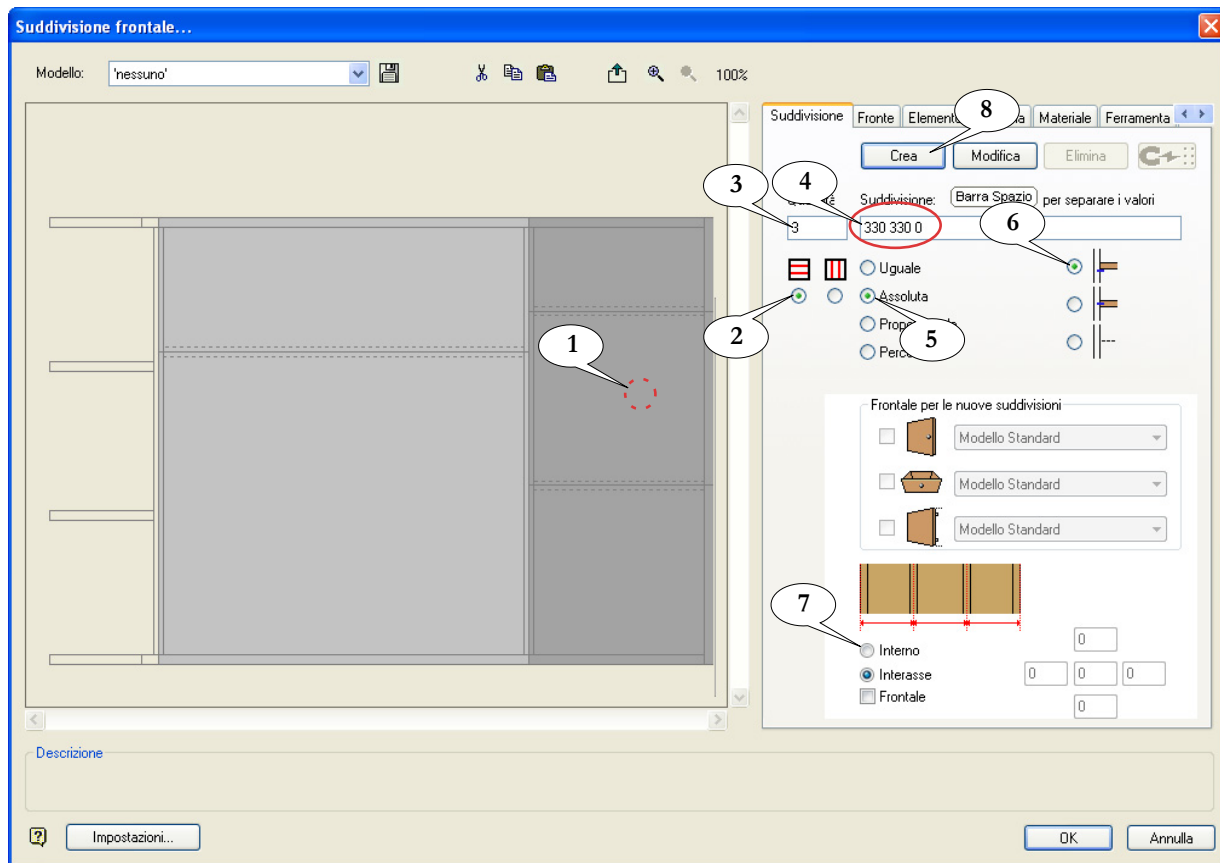 Suddivisione frontale...
Modello: 'nessuno' 100%
Suddivisione Fronte Materiale Ferramenta
8
Crea Modifica Elimina
3 4
Suddivisione: Barra Spazio per separare i valori
6
3 330 330 0
Uguale
Assoluta
2 1 5
Frontale per le nuove suddivisioni
Modello Standard
Modello Standard
Modello Standard
7
Interno 0
Interasse 0 0 0
Frontale 0
Descrizione
Impostazioni... OK Annulla